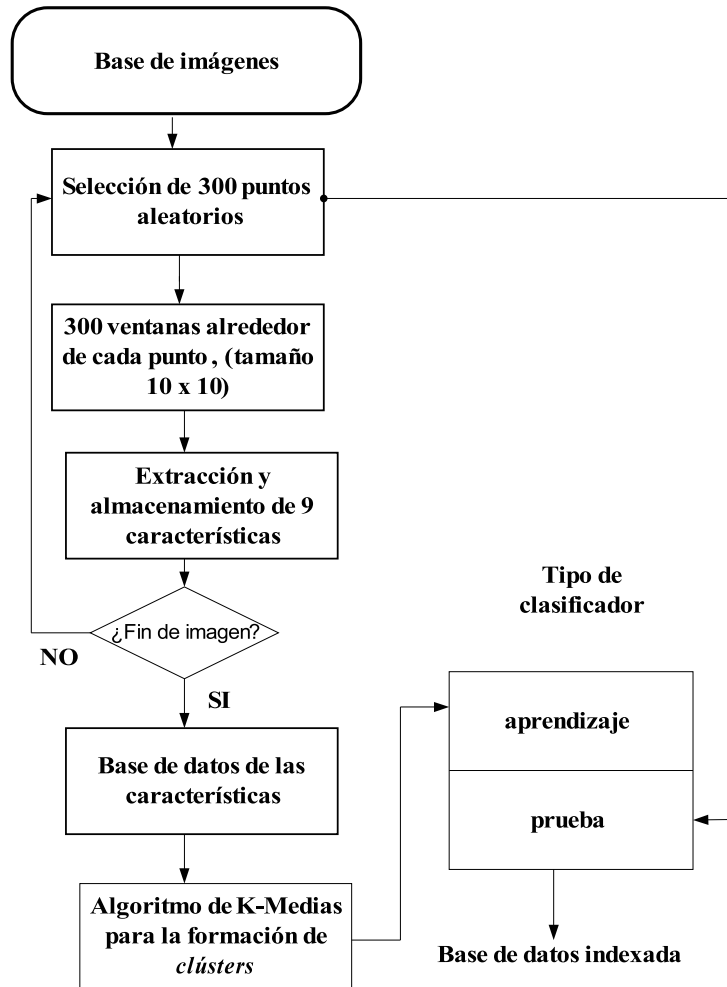 Base de imágenes
Selección de 300 puntos
aleatorios
300 ventanas alrededor
de cada punto , (tamaño
10 x 10)
Extracción y
almacenamiento de 9
características
¿Fin de imagen?
NO
SI
Base de datos de las
características
Algoritmo de K-Medias
para la formación de
clústers
Tipo de
clasificador
aprendizaje
prueba
Base de datos indexada